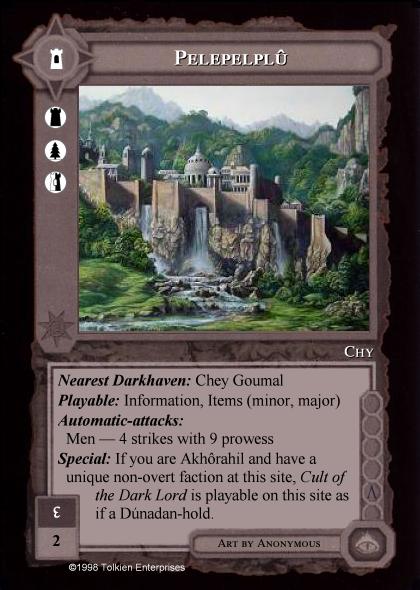 PELEPELPLÛ
CHY
Nearest Darkhaven: Chey Goumal
Playable: Information, Items (minor, major)
Automatic-attacks:
Men — 4 strikes with 9 prowess
Special: If you are Akhôrahil and have a
unique non-overt faction at this site, Cult of
the Dark Lord is playable on this site as
if a Dúnadan-hold.
2
ART BY ANONYMOUS
©1998 Tolkien Enterprises